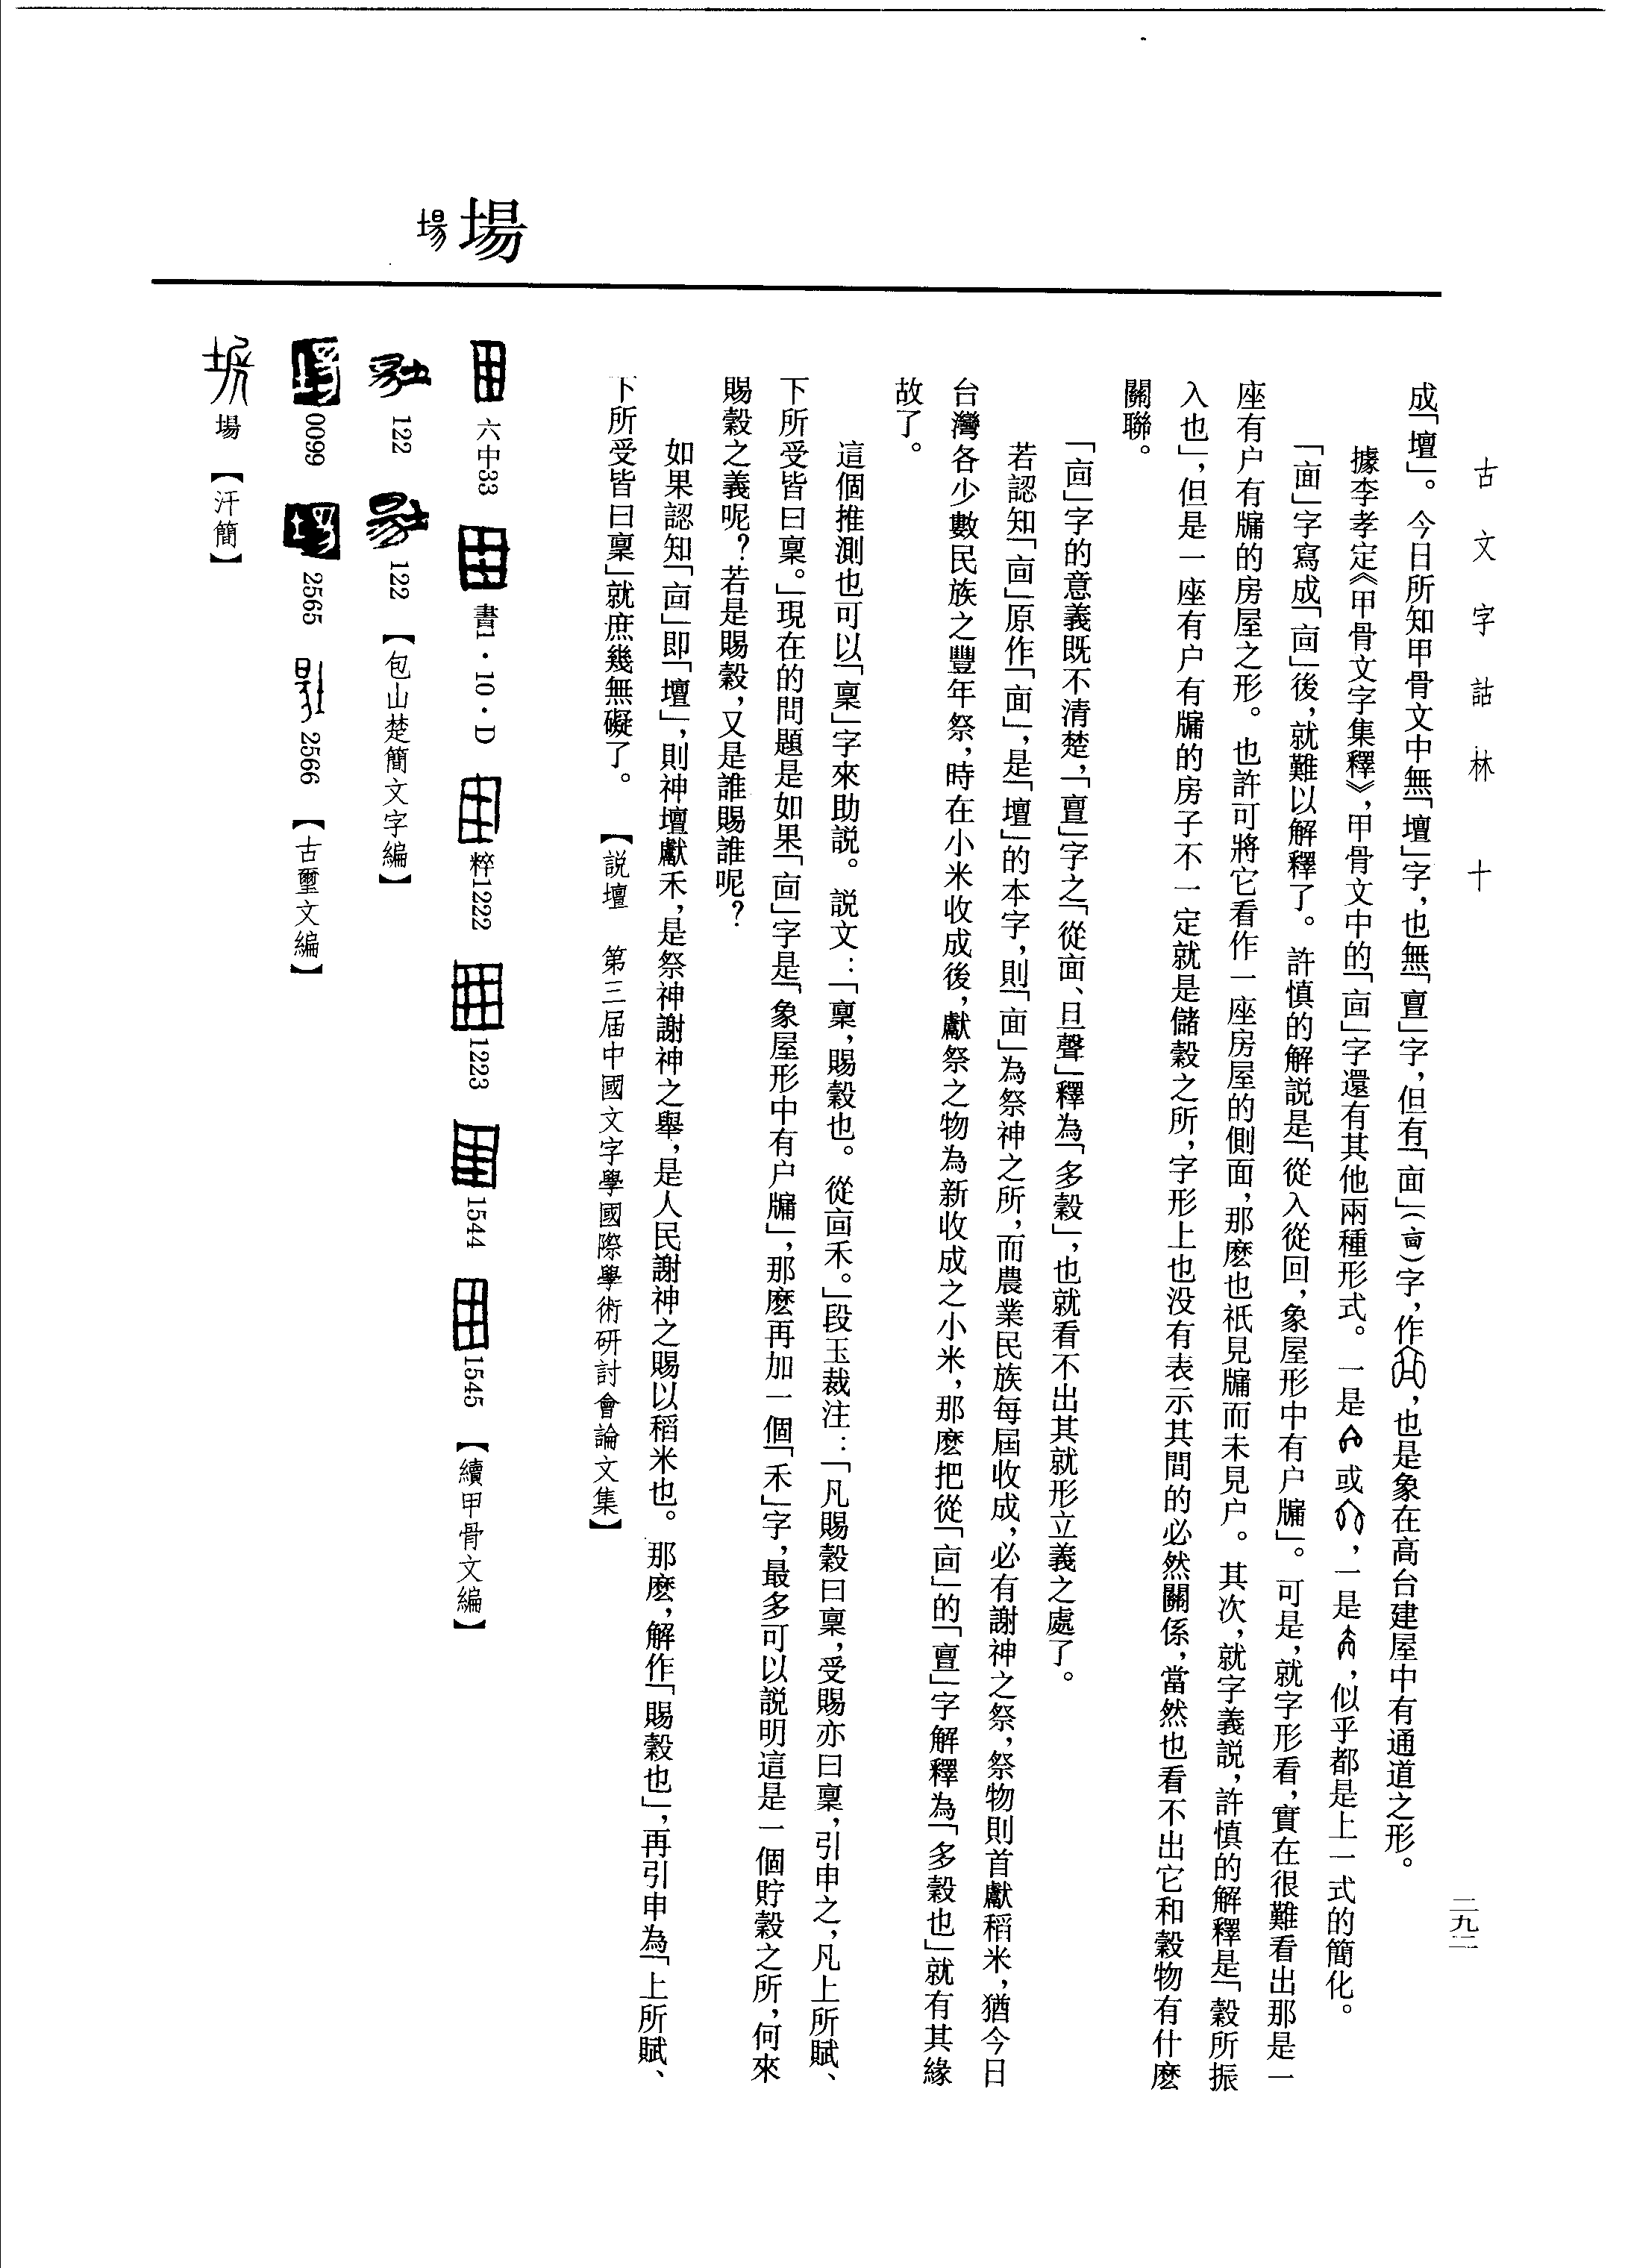 古文字詁林 十
二九二
成「壇」。今日所知甲骨文中無「壇」字，也無「亶」字，但有「靣」（㐭）字，作，也是象在高台建屋中有通道之形。
據李孝定《甲骨文字集釋》，甲骨文中的「㐭」字還有其他兩種形式。一是或，一是，似乎都是上一式的簡化。
「靣」字寫成「㐭」後，就難以解釋了。許慎的解説是「從入從回，象屋形中有户牖」。可是，就字形看，實在很難看出那是一
座有户有牖的房屋之形。也許可將它看作一座房屋的側面，那麽也祇見牖而未見户。其次，就字義説，許慎的解釋是「穀所振
入也」，但是一座有户有牖的房子不一定就是儲穀之所，字形上也没有表示其間的必然關係，當然也看不出它和穀物有什麽
關聯。
「㐭」字的意義既不清楚，「亶」字之「從靣、旦聲」釋為「多穀」，也就看不出其就形立義之處了。
若認知「㐭」原作「靣」，是「壇」的本字，則「靣」為祭神之所，而農業民族每屆收成，必有謝神之祭，祭物則首獻稻米，猶今日
台灣各少數民族之豐年祭，時在小米收成後，獻祭之物為新收成之小米，那麽把從「㐭」的「亶」字解釋為「多穀也」就有其緣
故了。
這個推測也可以「稟」字來助説。説文：「稟，賜穀也。從㐭禾。」段玉裁注：「凡賜穀曰稟，受賜亦曰稟，引申之，凡上所賦、
下所受皆曰稟。」現在的問題是如果「㐭」字是「象屋形中有户牖」，那麽再加一個「禾」字，最多可以説明這是一個貯穀之所，何來
賜穀之義呢？若是賜穀，又是誰賜誰呢？
如果認知「㐭」即「壇」，則神壇獻禾，是祭神謝神之舉，是人民謝神之賜以稻米也。那麽，解作「賜穀也」，再引申為「上所賦、
下所受皆曰稟」就庶幾無礙了。【説壇 第三届中國文字學國際學術研討會論文集】
場
六中33 書1·10·D 粹1222 1223 1544 1545 【續甲骨文編】
122 122 【包山楚簡文字編】
0099 2565 2566 【古璽文編】
場 【汗簡】